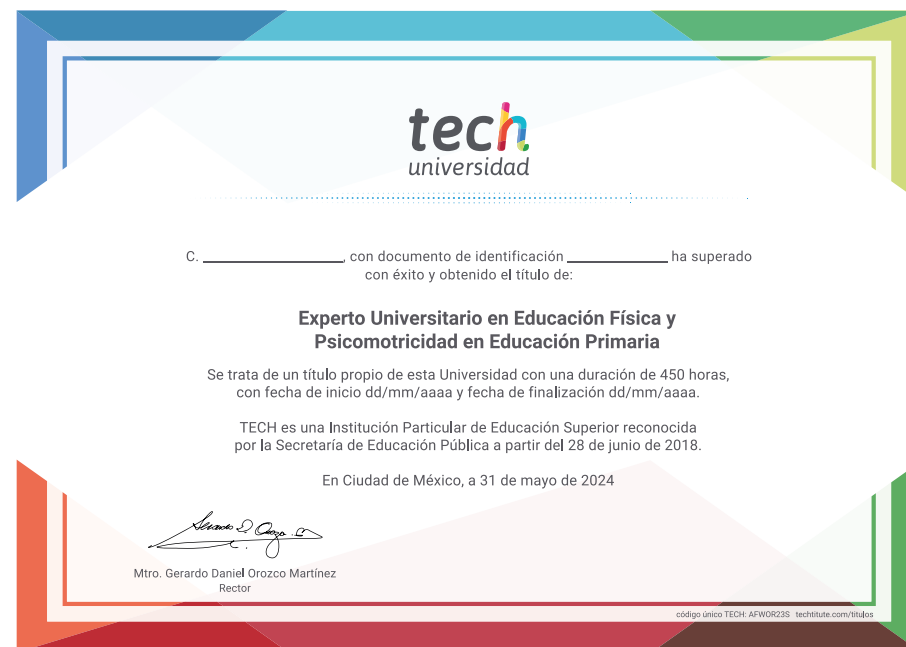 tech
universidad
C. ____________, con documento de identificación ____________ ha superado
con éxito y obtenido el título de:
Experto Universitario en Educación Física y
Psicomotricidad en Educación Primaria
Se trata de un título propio de esta Universidad con una duración de 450 horas,
con fecha de inicio dd/mm/aaaa y fecha de finalización dd/mm/aaaa.
TECH es una Institución Particular de Educación Superior reconocida
por la Secretaría de Educación Pública a partir del 28 de junio de 2018.
En Ciudad de México, a 31 de mayo de 2024
Mtro. Gerardo Daniel Orozco Martínez
Rector
código único TECH: AFWOR23S techtitute.com/titulos